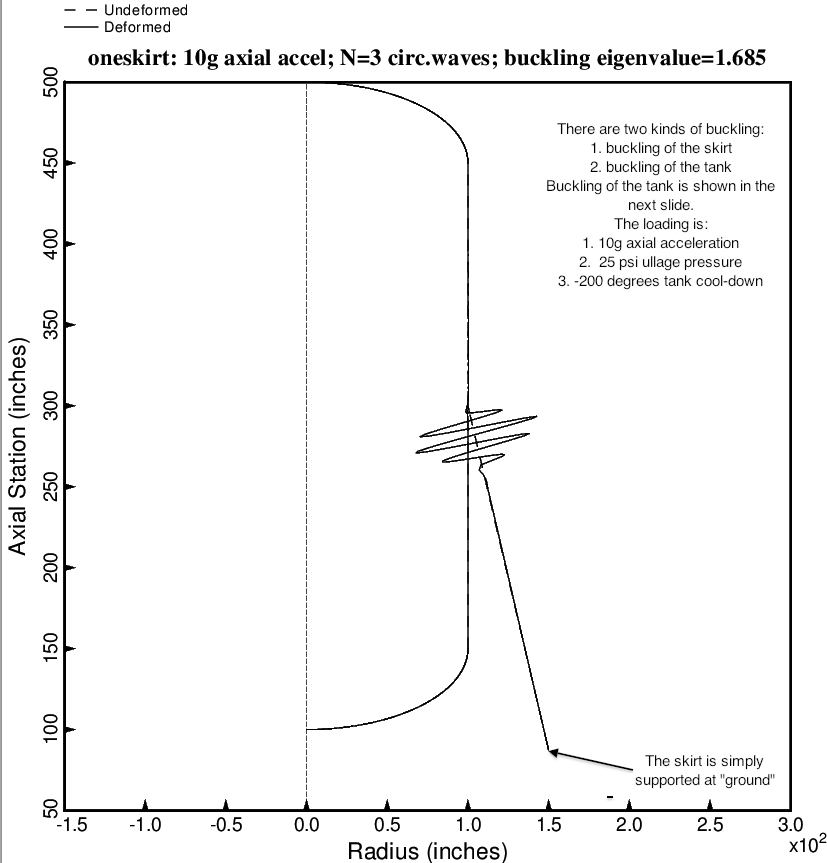 Undeformed
Deformed
oneskirt: 10g axial accel; N=3 circ.waves; buckling eigenvalue=1.685
There are two kinds of buckling:
1. buckling of the skirt
2. buckling of the tank
Buckling of the tank is shown in the
next slide.
The loading is:
1. 10g axial acceleration
2. 25 psi ullage pressure
3. -200 degrees tank cool-down
The skirt is simply
supported at "ground"
Axial Station (inches)
500
450
400
350
300
250
200
150
100
50
-1.5 -1.0 -0.5 0.0 0.5 1.0 1.5 2.0 2.5 3.0
x10²
Radius (inches)